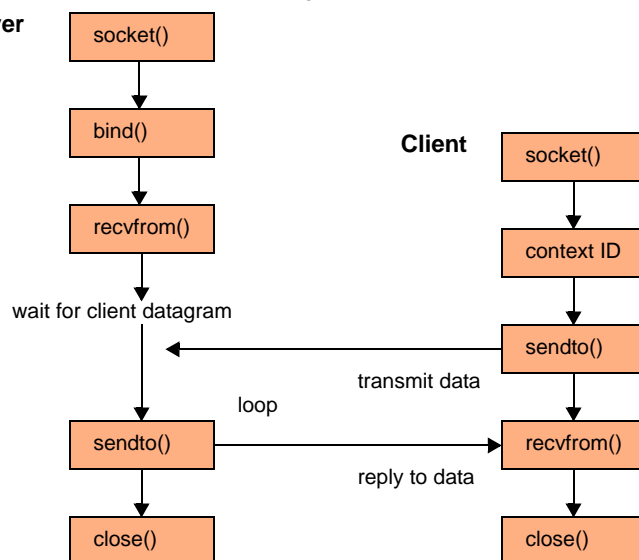 socket()
bind()
recvfrom()
wait for client datagram
sendto()
close()
loop
Client
socket()
context ID
sendto()
transmit data
recvfrom()
reply to data
close()